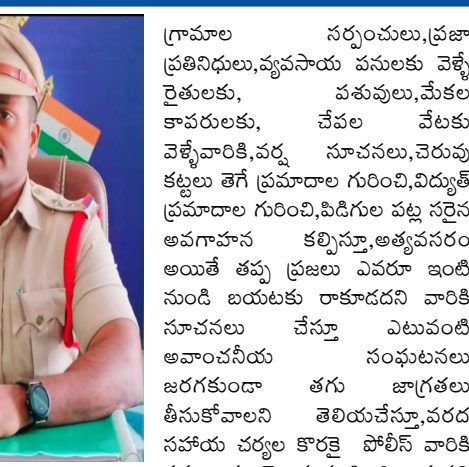 గ్రామాల సర్పంచులు,ప్రజా
ప్రతినిధులు,వ్యవసాయ పనులకు వెళ్ళే
రైతులకు, పశువులు,మేకల
కాపరులకు, చేపల వేటకు
వెళ్ళేవారికి,వర్ష సూచనలు,చెరువు
కట్టలు తెగే ప్రమాదాల గురించి,విద్యుత్
ప్రమాదాల గురించి,పిడిగుల పట్ల సరైన
అవగాహన కల్పిస్తూ,అత్యవసరం
అయితే తప్ప ప్రజలు ఎవరూ ఇంటి
నుండి బయటకు రాకూడదని వారికి
సూచనలు చేస్తూ ఎటువంటి
అవాంచనీయ సంఘటనలు
జరగకుండా తగు జాగ్రతలు
తీసుకోవాలని తెలియచేస్తూ,వరద
సహాయ చర్యల కొరకై పోలీస్ వారికి